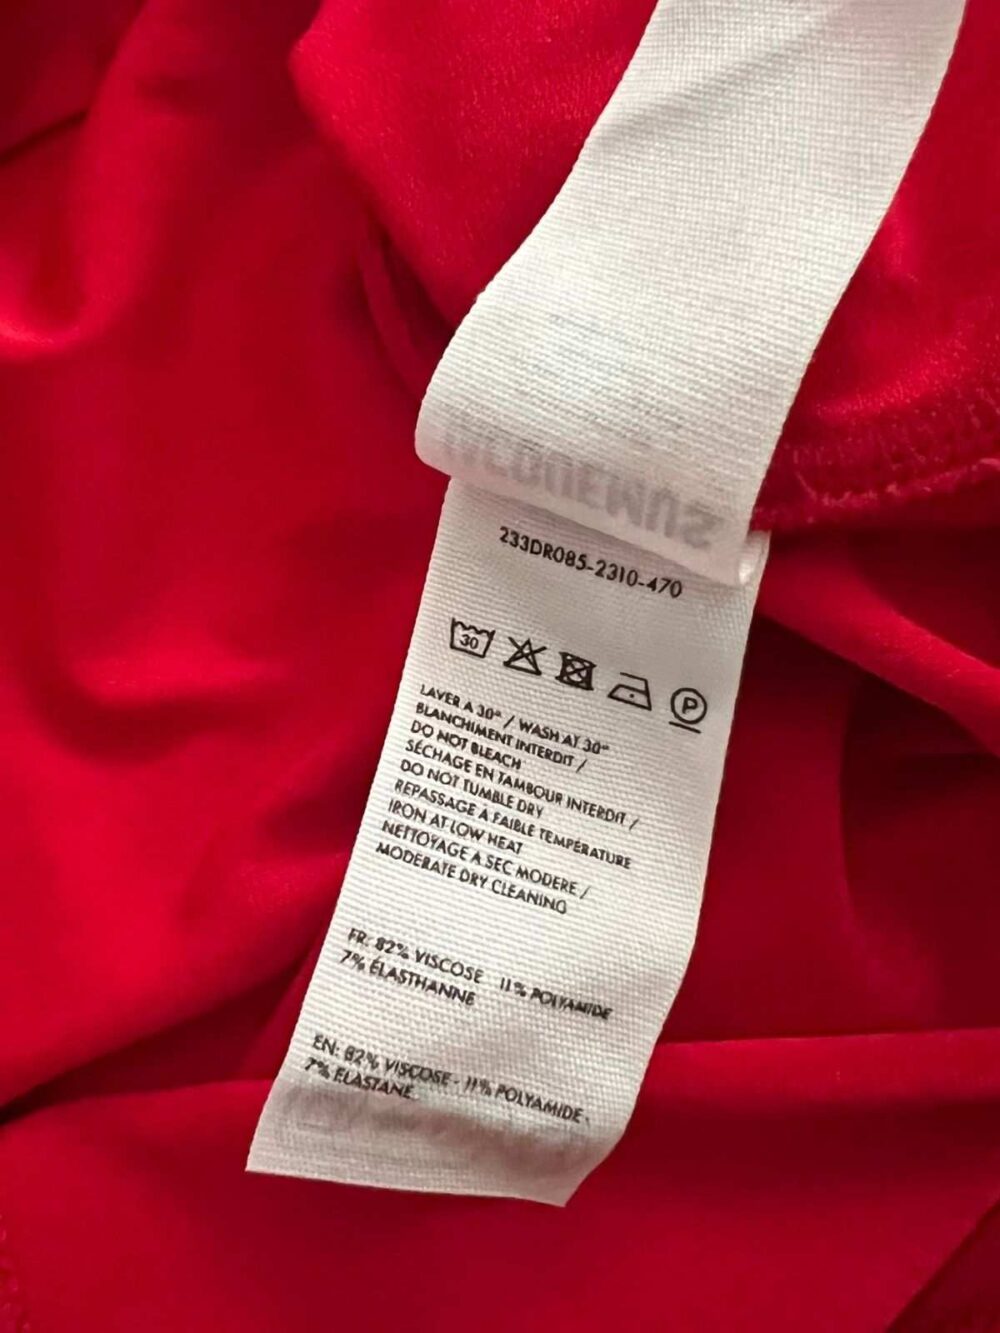 JACQUEMUS
233DR085-2310-470
30
P
LAVER A 30° / WASH AT 30°
BLANCHIMENT INTERDIT /
DO NOT BLEACH
SÉCHAGE EN TAMBOUR INTERDIT /
DO NOT TUMBLE DRY
REPASSAGE À FAIBLE TEMPÉRATURE
IRON AT LOW HEAT
NETTOYAGE A SEC MODERE /
MODERATE DRY CLEANING
FR: 82% VISCOSE 11% POLYAMIDE
7% ÉLASTHANNE
EN: 82% VISCOSE - 11% POLYAMIDE
7% ELASTANE